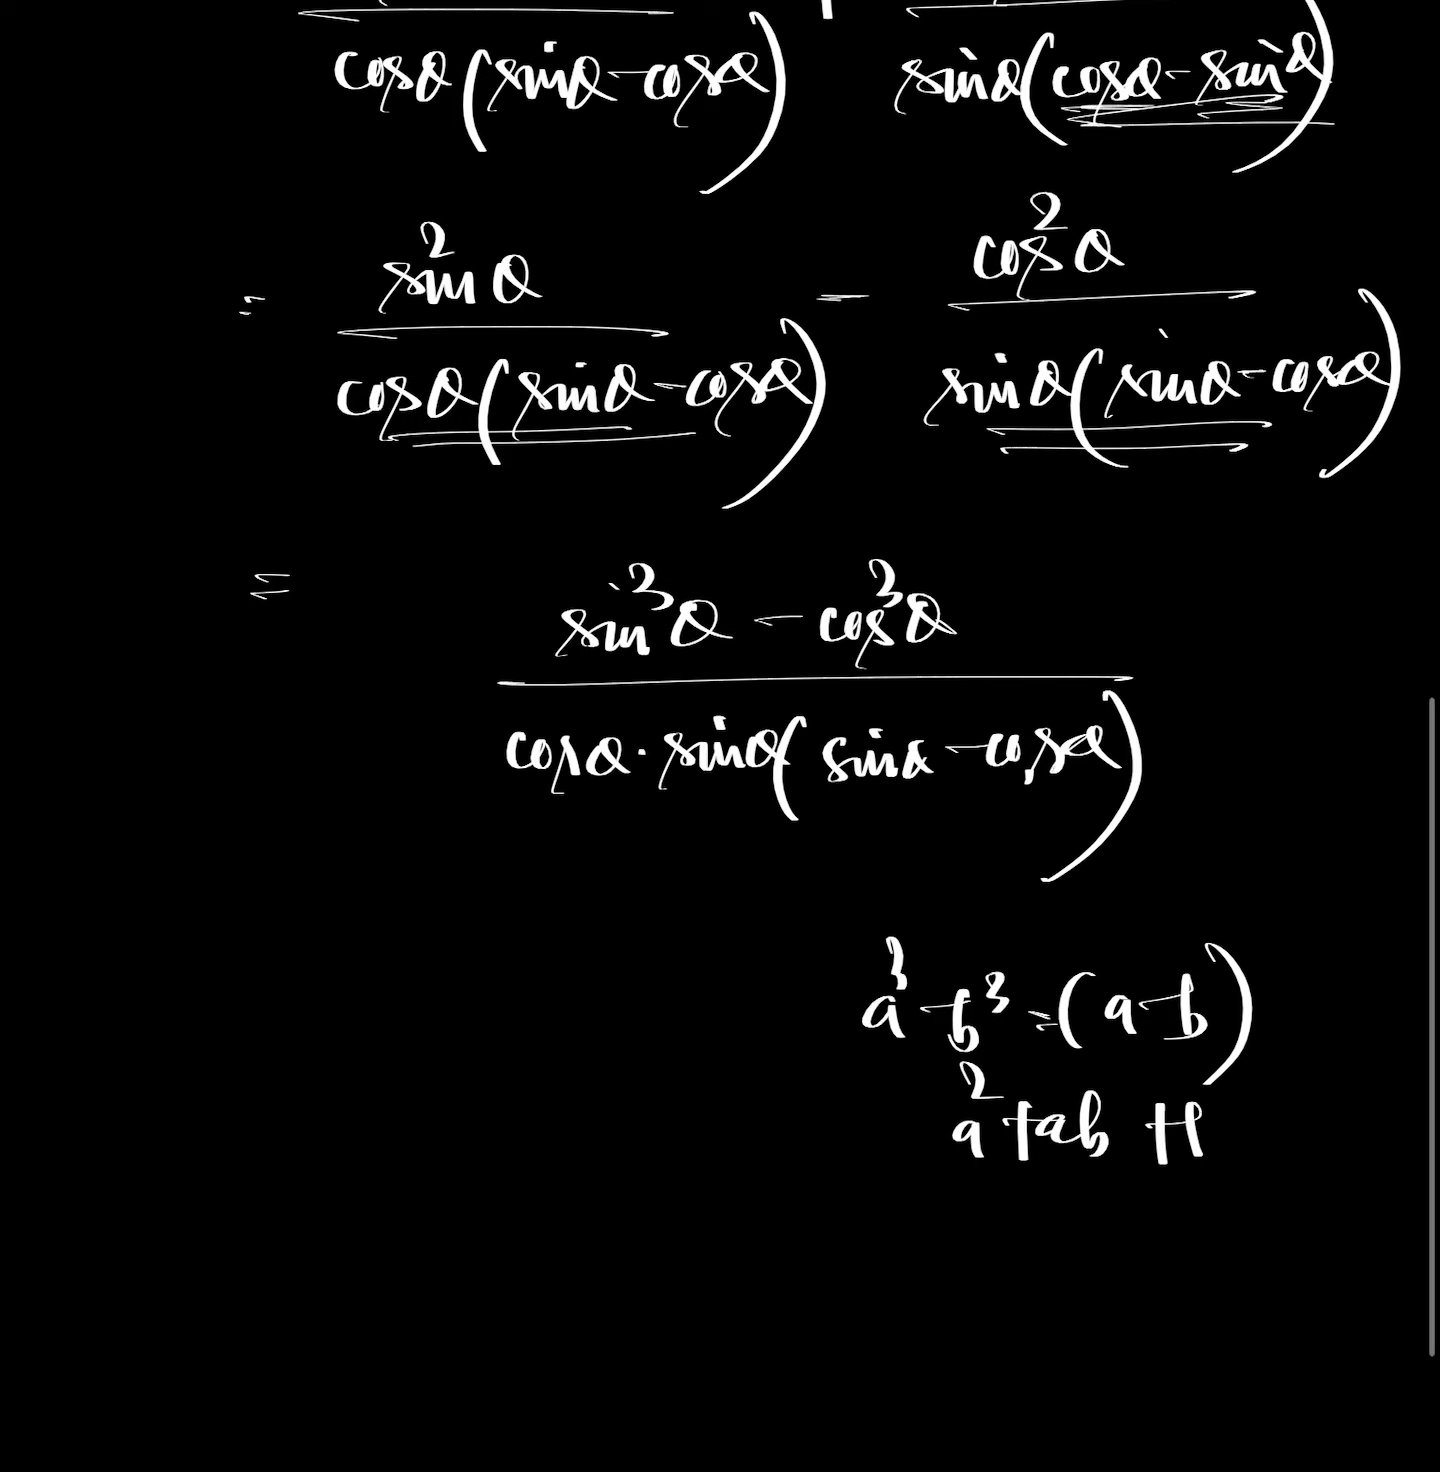 cosθ(sinθ-cosθ) sinθ(cosθ-sinθ)
= sin²θ / cosθ(sinθ-cosθ) - cos²θ / sinθ(sinθ-cosθ)
= sin³θ - cos³θ / cosθ·sinθ(sinθ-cosθ)
a³-b³=(a-b)
a²+ab+